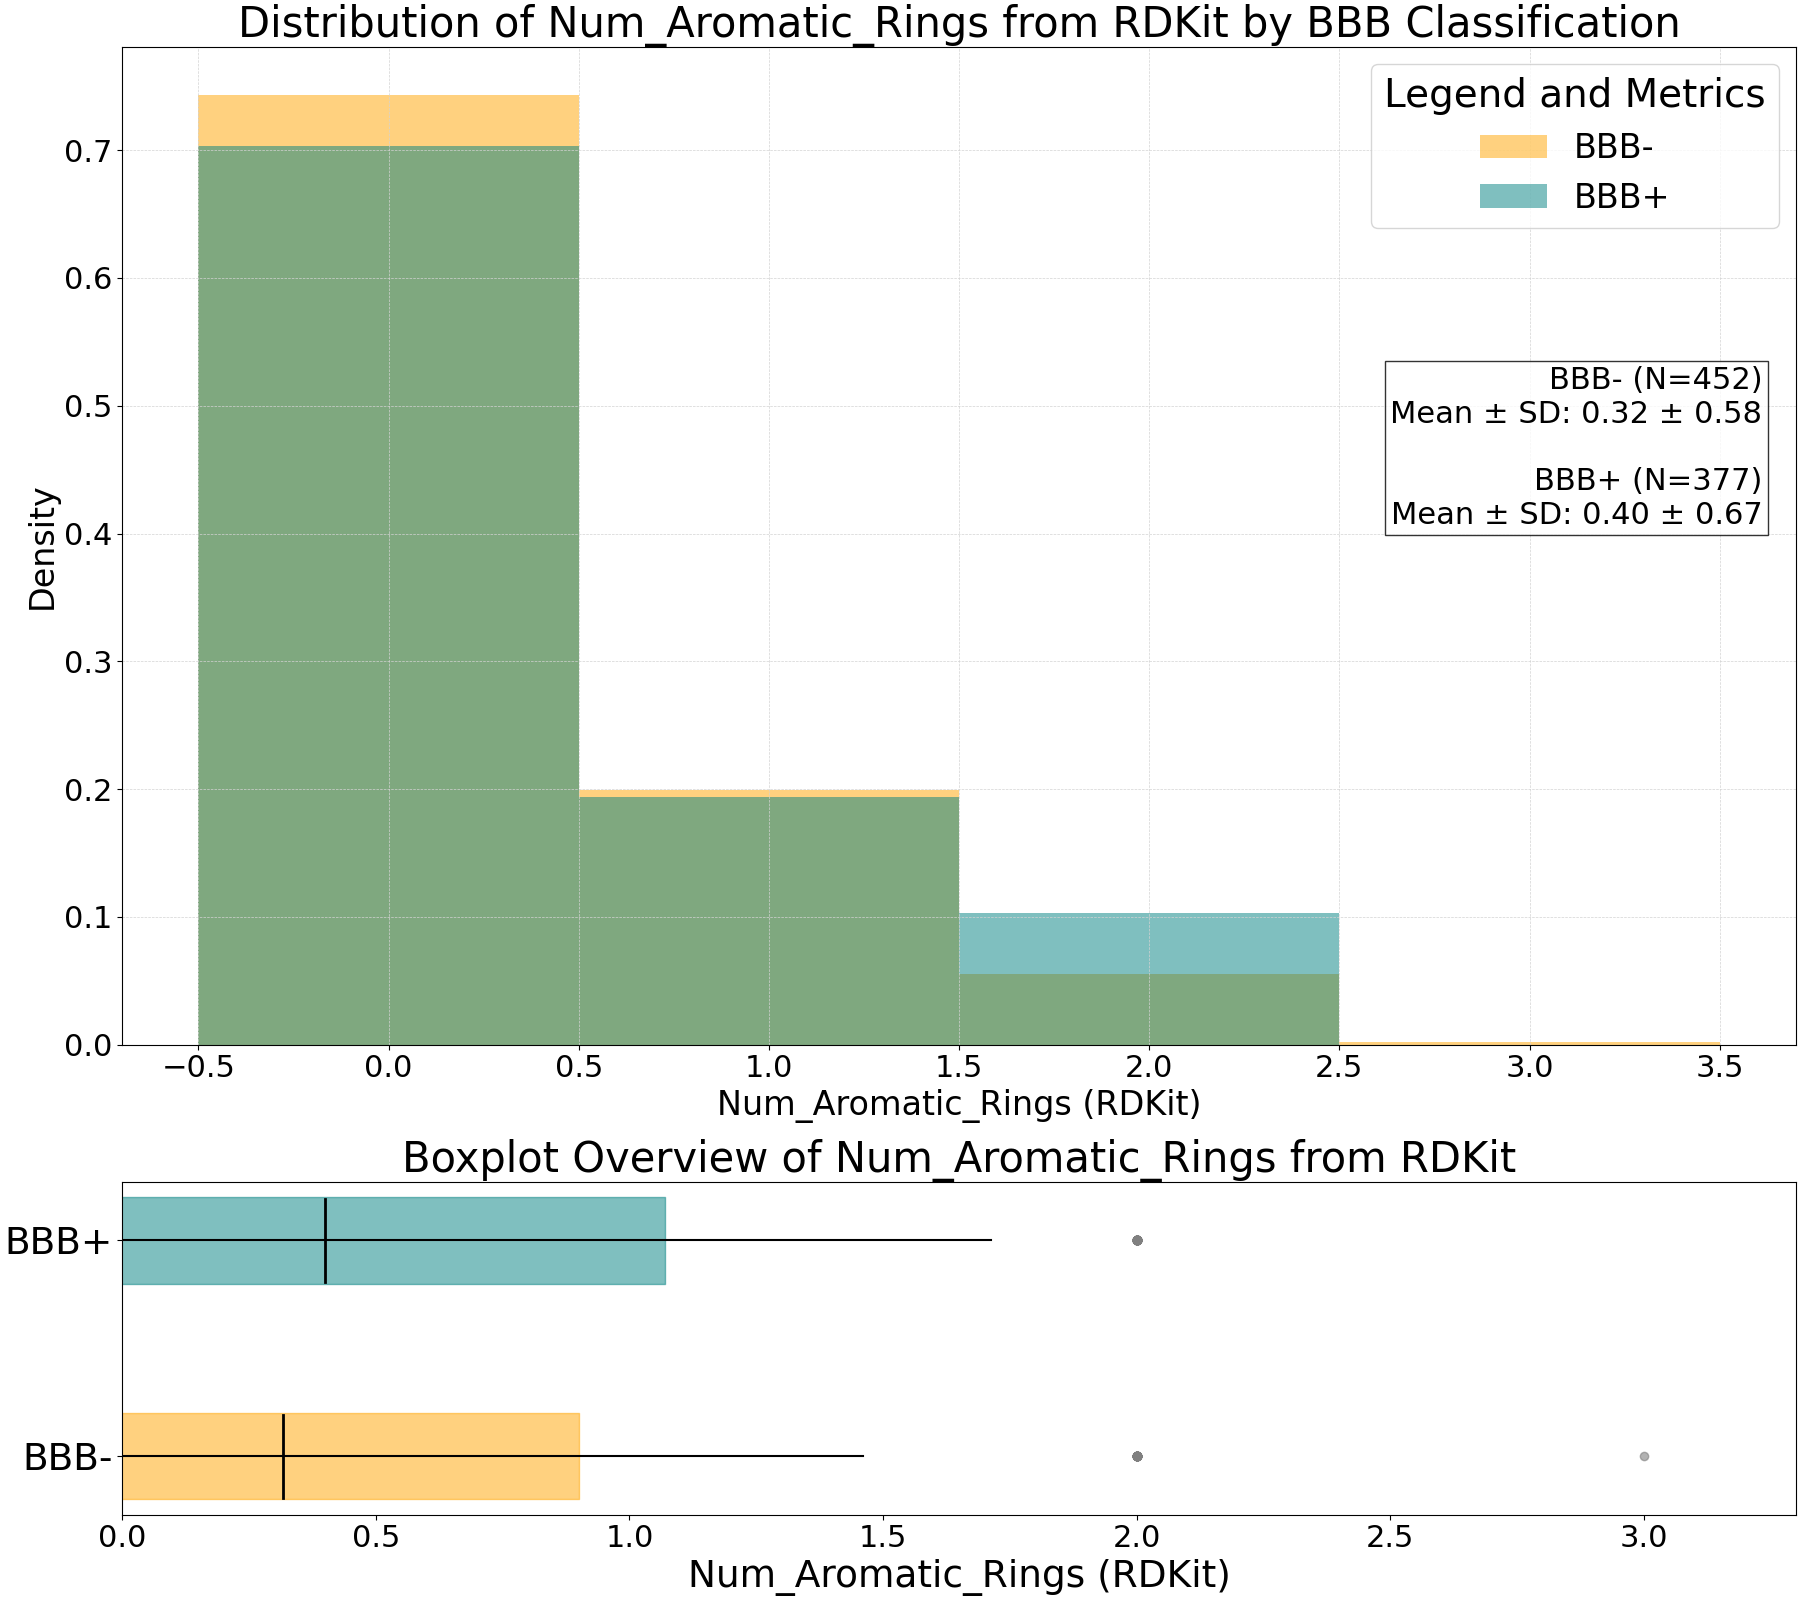 Distribution of Num_Aromatic_Rings from RDKit by BBB Classification
Legend and Metrics
BBB-
BBB+
BBB- (N=452)
Mean ± SD: 0.32 ± 0.58
BBB+ (N=377)
Mean ± SD: 0.40 ± 0.67
Density
0.7
0.6
0.5
0.4
0.3
0.2
0.1
0.0
−0.5 0.0 0.5 1.0 1.5 2.0 2.5 3.0 3.5
Num_Aromatic_Rings (RDKit)
Boxplot Overview of Num_Aromatic_Rings from RDKit
BBB+
BBB-
0.0 0.5 1.0 1.5 2.0 2.5 3.0
Num_Aromatic_Rings (RDKit)